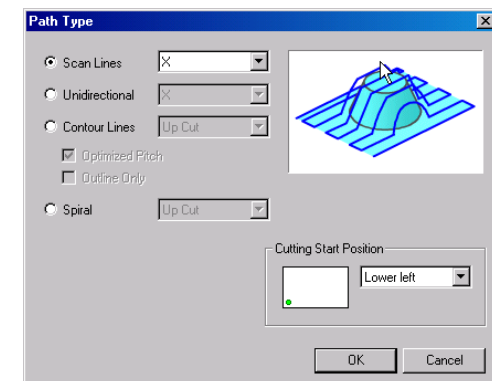 Path Type
Scan Lines X
Unidirectional X
Contour Lines Up Cut
Optimized Pitch
Outline Only
Spiral Up Cut
Cutting Start Position
Lower left
OK Cancel